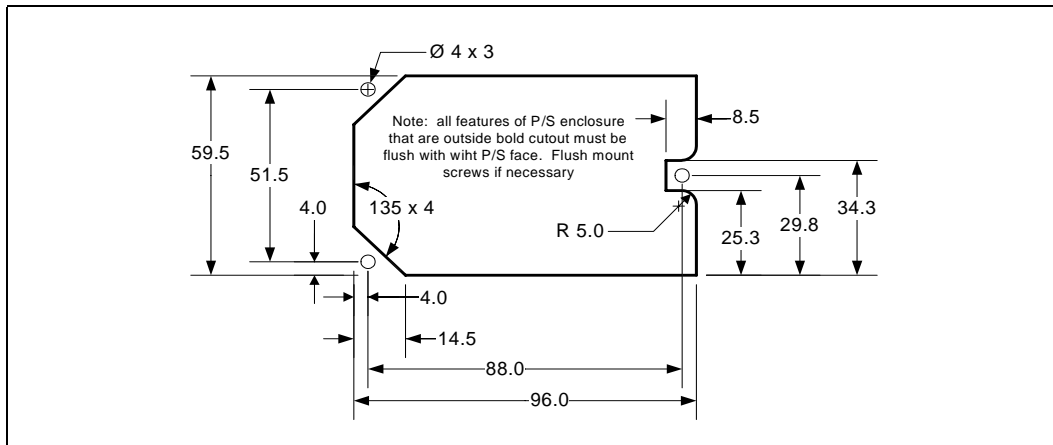 Ø 4 x 3
Note: all features of P/S enclosure
that are outside bold cutout must be
flush with wiht P/S face. Flush mount
screws if necessary
8.5
59.5
51.5
4.0
135 x 4
R 5.0
25.3
29.8
34.3
4.0
14.5
88.0
96.0